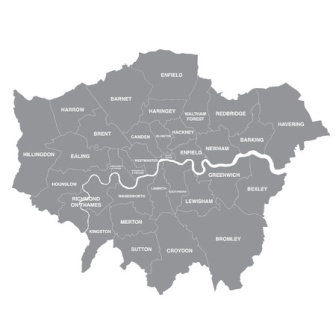 ENFIELD
BARNET
HARROW
HARINGEY
WALTHAM
FOREST
REDBRIDGE
HAVERING
BRENT
CAMDEN
HACKNEY
BARKING
HILLINGDON
EALING
ENFIELD
NEWHAM
WESTMINSTER
GREENWICH
HOUNSLOW
BEXLEY
WANDSWORTH
LAMBETH
SOUTHWARK
RICHMOND
ON THAMES
LEWISHAM
MERTON
KINGSTON
BROMLEY
SUTTON
CROYDON